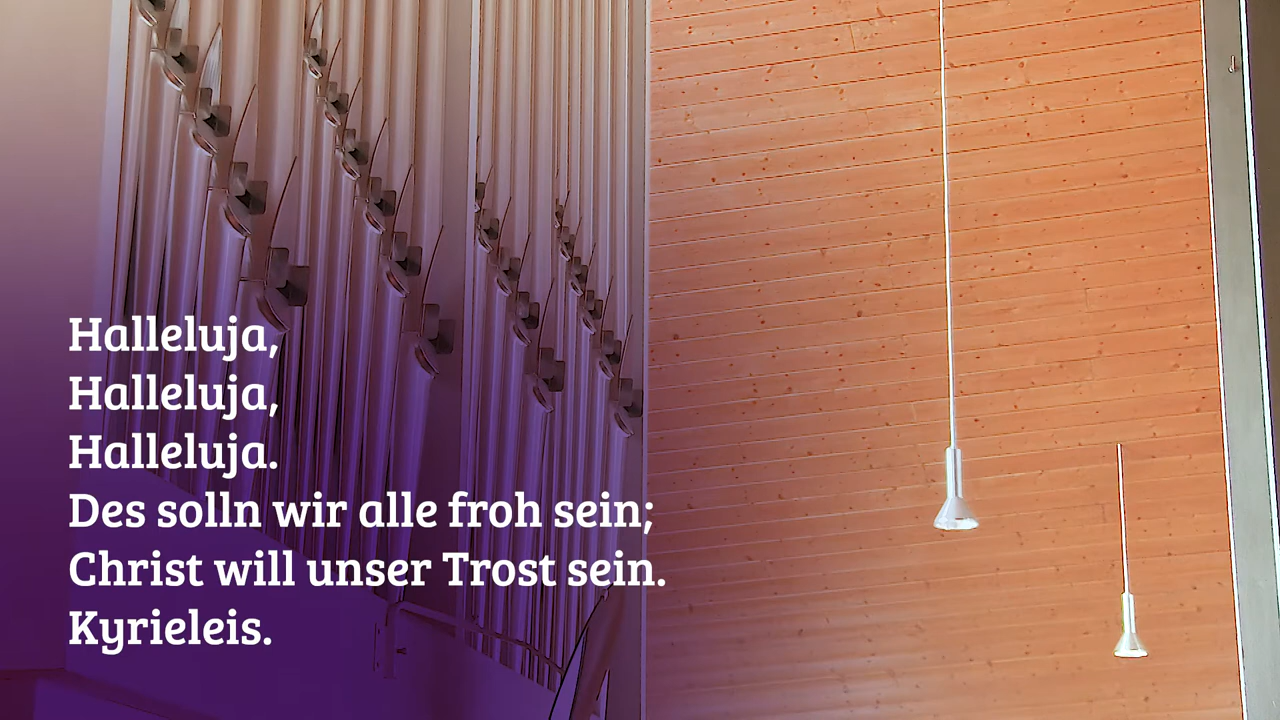 Halleluja,
Halleluja,
Halleluja.
Des solln wir alle froh sein;
Christ will unser Trost sein.
Kyrieleis.